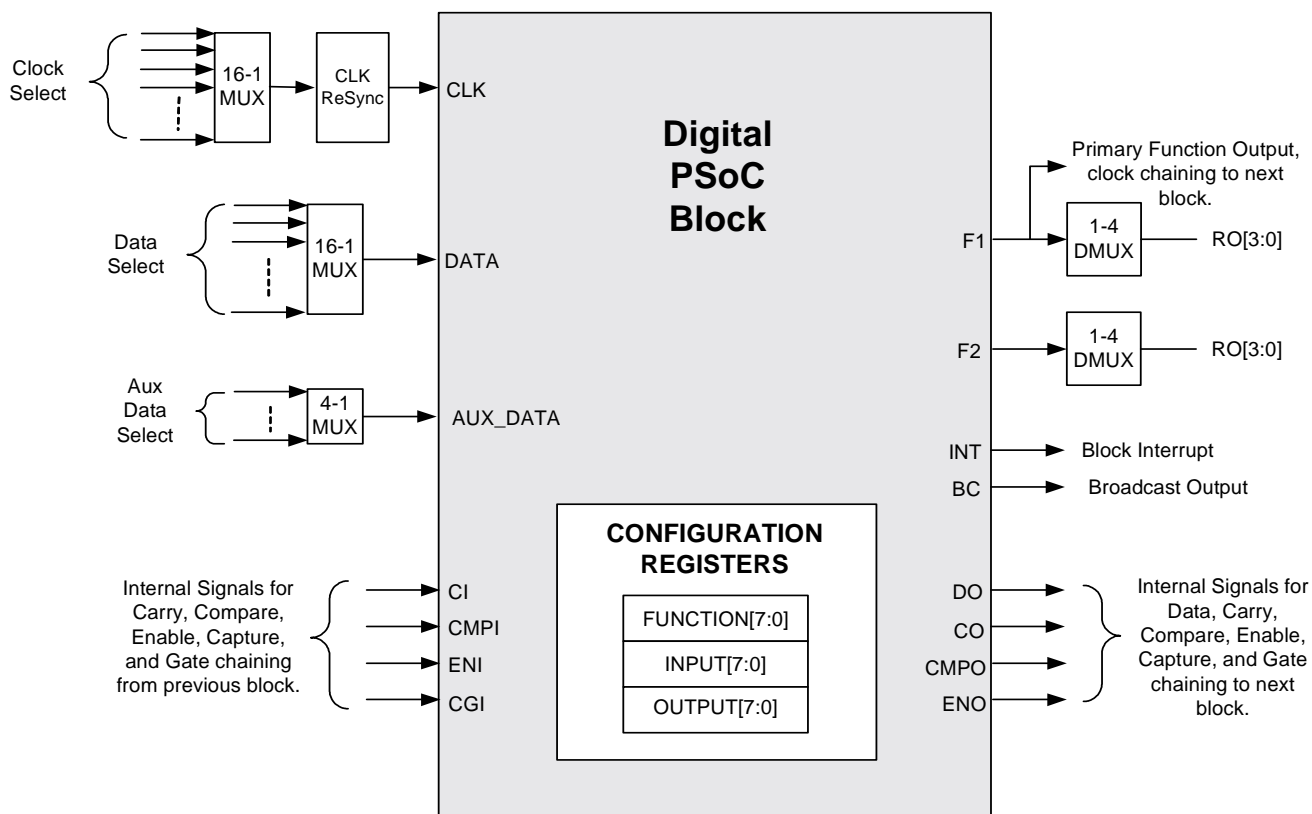 Clock
Select
16-1
MUX
CLK
ReSync
CLK
Digital
PSoC
Block
Primary Function Output,
clock chaining to next
block.
Data
Select
16-1
MUX
DATA
F1
1-4
DMUX
RO[3:0]
F2
1-4
DMUX
RO[3:0]
Aux
Data
Select
4-1
MUX
AUX_DATA
INT
Block Interrupt
BC
Broadcast Output
CONFIGURATION
REGISTERS
FUNCTION[7:0]
INPUT[7:0]
OUTPUT[7:0]
Internal Signals for
Carry, Compare,
Enable, Capture,
and Gate chaining
from previous block.
CI
CMPI
ENI
CGI
DO
CO
CMPO
ENO
Internal Signals for
Data, Carry,
Compare, Enable,
Capture, and Gate
chaining to next
block.